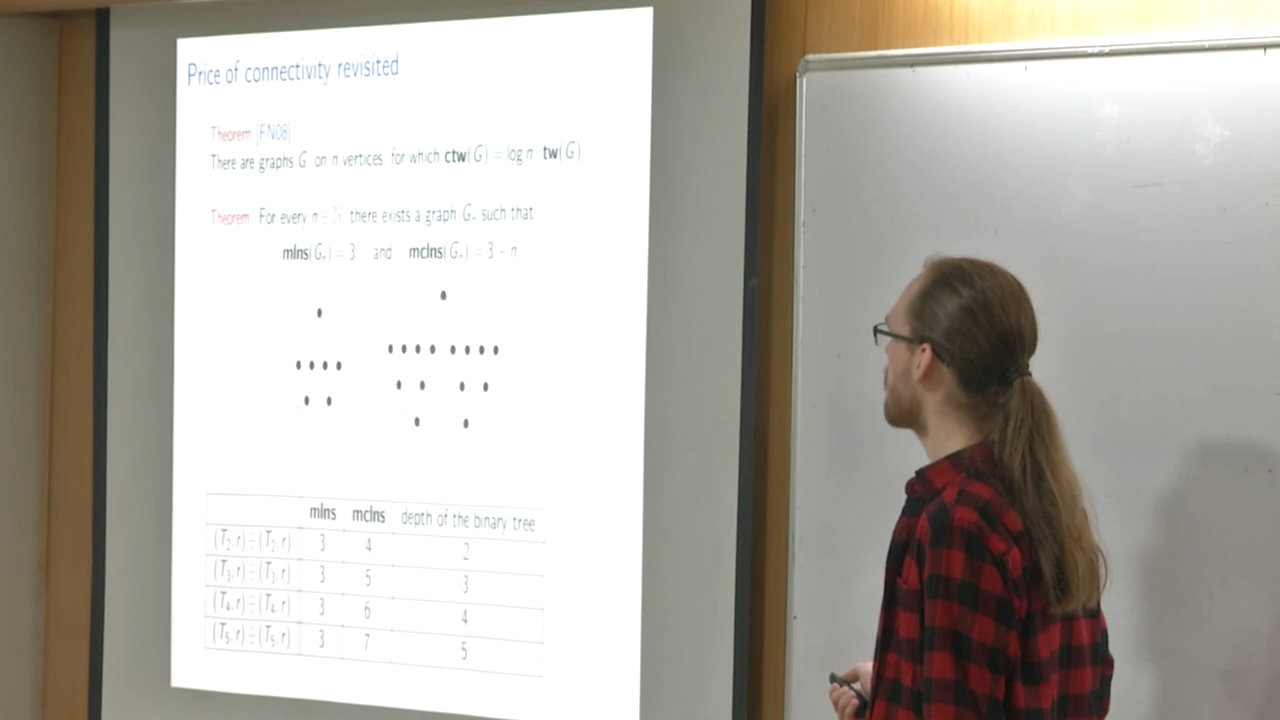 Price of connectivity revisited
Theorem [FN08]
There are graphs G on n vertices for which ctw(G) = log n tw(G).
Theorem For every n ∈ ℕ, there exists a graph Gₙ such that
mlns(Gₙ) = 3 and mclns(Gₙ) = 3 + n
mlns mclns depth of the binary tree
(T₂, r) ÷ (T₂, r) 3 4 2
(T₃, r) ÷ (T₃, r) 3 5 3
(T₄, r) ÷ (T₄, r) 3 6 4
(T₅, r) ÷ (T₅, r) 3 7 5